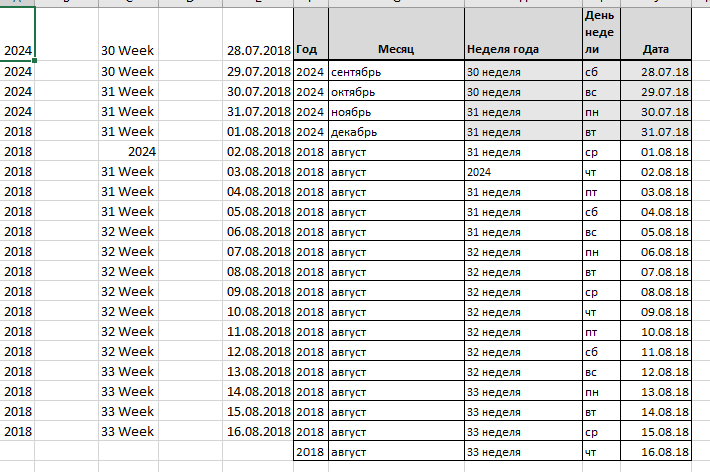 День
неде
2024 30 Week 28.07.2018 Год Месяц Неделя года ли Дата
2024 30 Week 29.07.2018 2024 сентябрь 30 неделя сб 28.07.18
2024 31 Week 30.07.2018 2024 октябрь 30 неделя вс 29.07.18
2024 31 Week 31.07.2018 2024 ноябрь 31 неделя пн 30.07.18
2018 31 Week 01.08.2018 2024 декабрь 31 неделя вт 31.07.18
2018 2024 02.08.2018 2018 август 31 неделя ср 01.08.18
2018 31 Week 03.08.2018 2018 август 2024 чт 02.08.18
2018 31 Week 04.08.2018 2018 август 31 неделя пт 03.08.18
2018 31 Week 05.08.2018 2018 август 31 неделя сб 04.08.18
2018 32 Week 06.08.2018 2018 август 31 неделя вс 05.08.18
2018 32 Week 07.08.2018 2018 август 32 неделя пн 06.08.18
2018 32 Week 08.08.2018 2018 август 32 неделя вт 07.08.18
2018 32 Week 09.08.2018 2018 август 32 неделя ср 08.08.18
2018 32 Week 10.08.2018 2018 август 32 неделя чт 09.08.18
2018 32 Week 11.08.2018 2018 август 32 неделя пт 10.08.18
2018 32 Week 12.08.2018 2018 август 32 неделя сб 11.08.18
2018 33 Week 13.08.2018 2018 август 32 неделя вс 12.08.18
2018 33 Week 14.08.2018 2018 август 33 неделя пн 13.08.18
2018 33 Week 15.08.2018 2018 август 33 неделя вт 14.08.18
2018 33 Week 16.08.2018 2018 август 33 неделя ср 15.08.18
2018 август 33 неделя чт 16.08.18